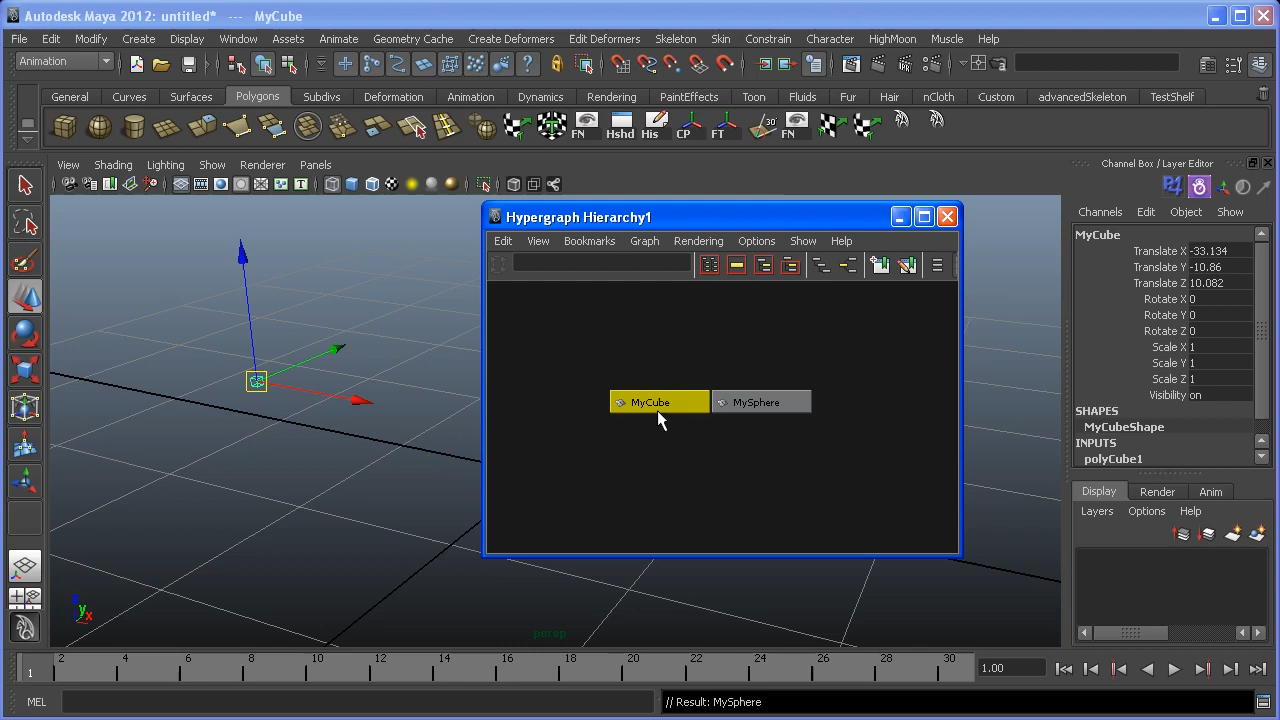 Autodesk Maya 2012: untitled*   ---   MyCube
File Edit Modify Create Display Window Assets Animate Geometry Cache Create Deformers Edit Deformers Skeleton Skin Constrain Character HighMoon Muscle Help
Animation
General Curves Surfaces Polygons Subdivs Deformation Animation Dynamics Rendering PaintEffects Toon Fluids Fur Hair nCloth Custom advancedSkeleton TestShelf
FN Hshd His CP FT 30 FN
View Shading Lighting Show Renderer Panels
Channel Box / Layer Editor
Channels Edit Object Show
MyCube
Translate X -33.134
Translate Y -10.86
Translate Z 10.082
Rotate X 0
Rotate Y 0
Rotate Z 0
Scale X 1
Scale Y 1
Scale Z 1
Visibility on
SHAPES
MyCubeShape
INPUTS
polyCube1
Display Render Anim
Layers Options Help
Hypergraph Hierarchy1
Edit View Bookmarks Graph Rendering Options Show Help
MyCube MySphere
z y x
persp
1 2 4 6 8 10 12 14 16 18 20 22 24 26 28 30 1.00
MEL // Result: MySphere